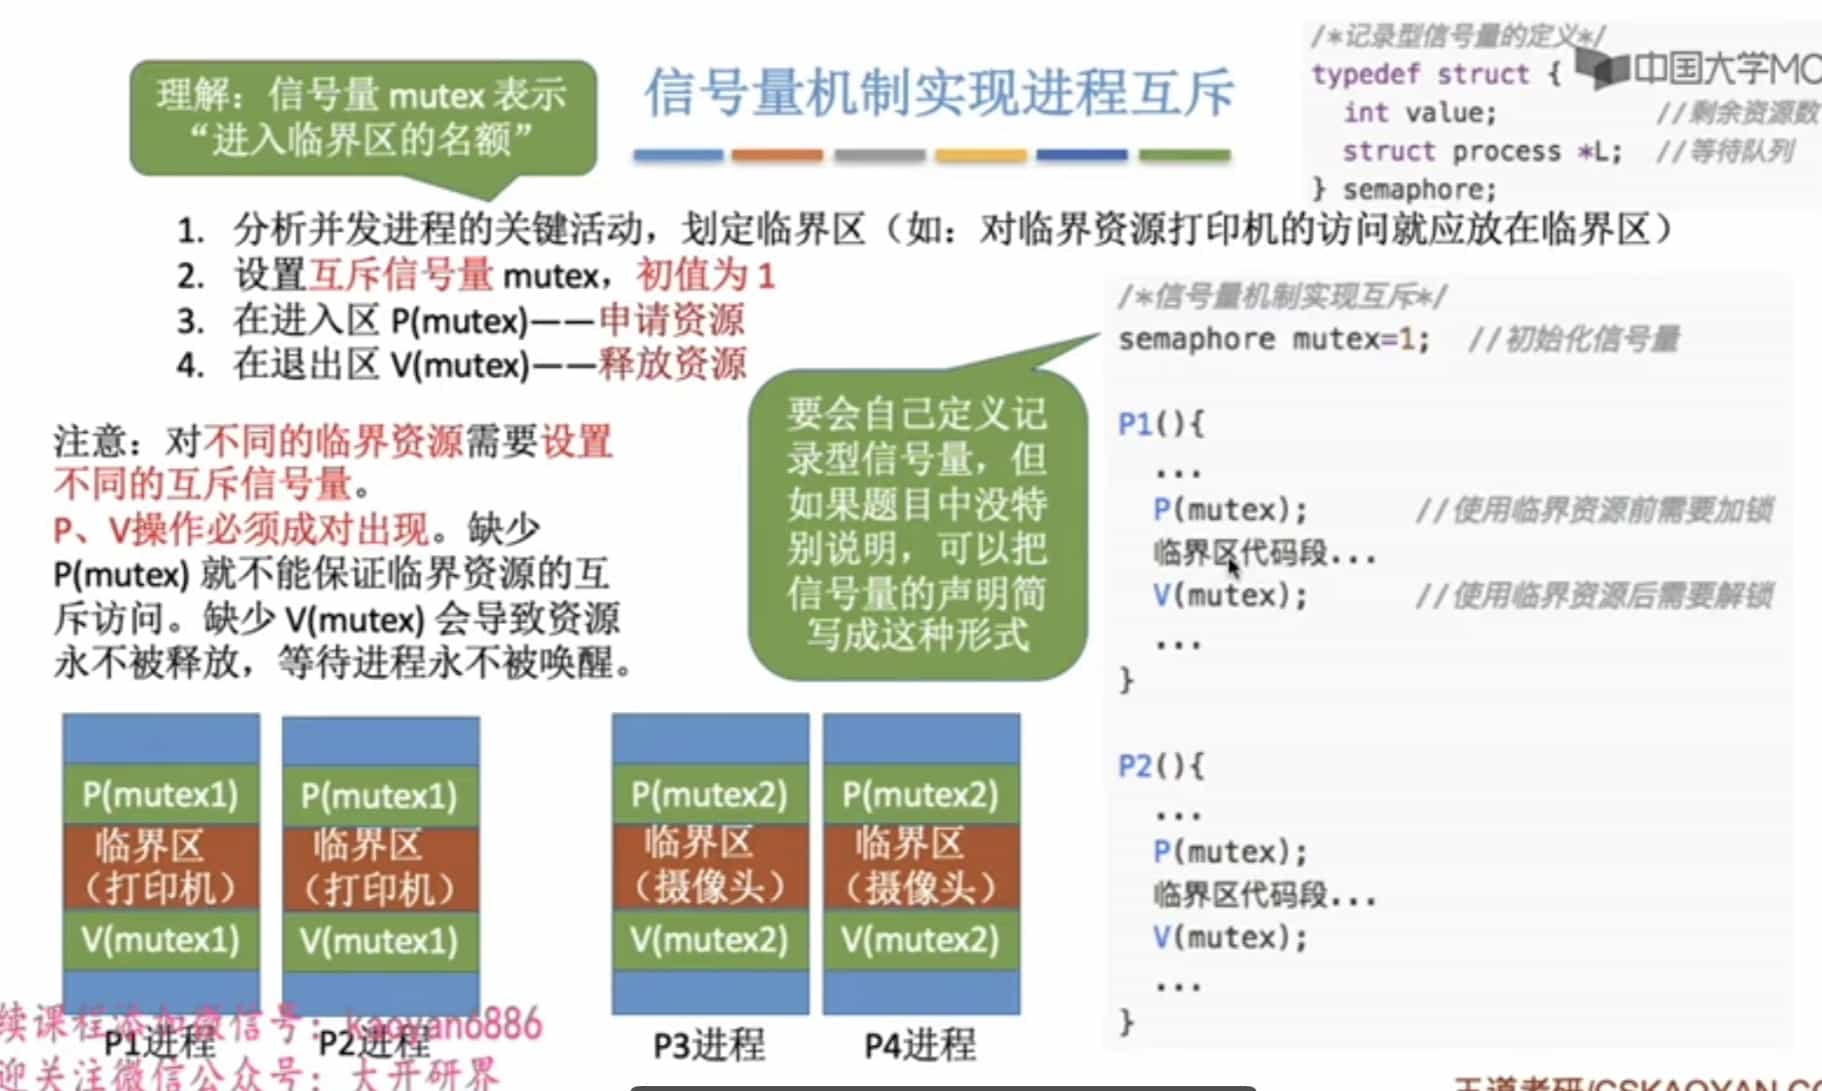 理解：信号量 mutex 表示
“进入临界区的名额”
信号量机制实现进程互斥
/*记录型信号量的定义*/
typedef struct {
int value; //剩余资源数
struct process *L; //等待队列
} semaphore;
中国大学MO
1. 分析并发进程的关键活动，划定临界区（如：对临界资源打印机的访问就应放在临界区）
2. 设置互斥信号量 mutex，初值为 1
3. 在进入区 P(mutex)——申请资源
4. 在退出区 V(mutex)——释放资源
注意：对不同的临界资源需要设置
不同的互斥信号量。
P、V操作必须成对出现。缺少
P(mutex) 就不能保证临界资源的互
斥访问。缺少 V(mutex) 会导致资源
永不被释放，等待进程永不被唤醒。
要会自己定义记
录型信号量，但
如果题目中没特
别说明，可以把
信号量的声明简
写成这种形式
/*信号量机制实现互斥*/
semaphore mutex=1; //初始化信号量
P1(){
...
P(mutex); //使用临界资源前需要加锁
临界区代码段...
V(mutex); //使用临界资源后需要解锁
...
}
P2(){
...
P(mutex);
临界区代码段...
V(mutex);
...
}
P(mutex1)
临界区
（打印机）
V(mutex1)
P1进程
P(mutex1)
临界区
（打印机）
V(mutex1)
P2进程
P(mutex2)
临界区
（摄像头）
V(mutex2)
P3进程
P(mutex2)
临界区
（摄像头）
V(mutex2)
P4进程
续课程添加微信号：kaoyan6886
迎关注微信公众号：大开研界
王道考研/CSKAOYAN.CO